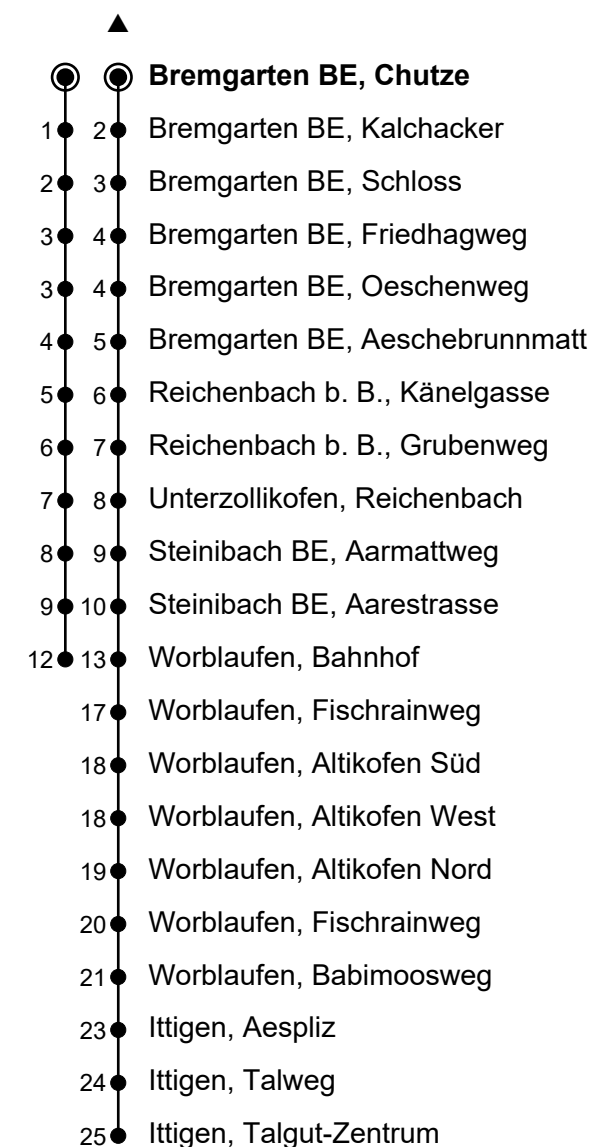 ▲
Bremgarten BE, Chutze
1 2 Bremgarten BE, Kalchacker
2 3 Bremgarten BE, Schloss
3 4 Bremgarten BE, Friedhagweg
3 4 Bremgarten BE, Oeschenweg
4 5 Bremgarten BE, Aeschebrunnmatt
5 6 Reichenbach b. B., Känelgasse
6 7 Reichenbach b. B., Grubenweg
7 8 Unterzollikofen, Reichenbach
8 9 Steinibach BE, Aarmattweg
9 10 Steinibach BE, Aarestrasse
12 13 Worblaufen, Bahnhof
17 Worblaufen, Fischrainweg
18 Worblaufen, Altikofen Süd
18 Worblaufen, Altikofen West
19 Worblaufen, Altikofen Nord
20 Worblaufen, Fischrainweg
21 Worblaufen, Babimoosweg
23 Ittigen, Aespliz
24 Ittigen, Talweg
25 Ittigen, Talgut-Zentrum